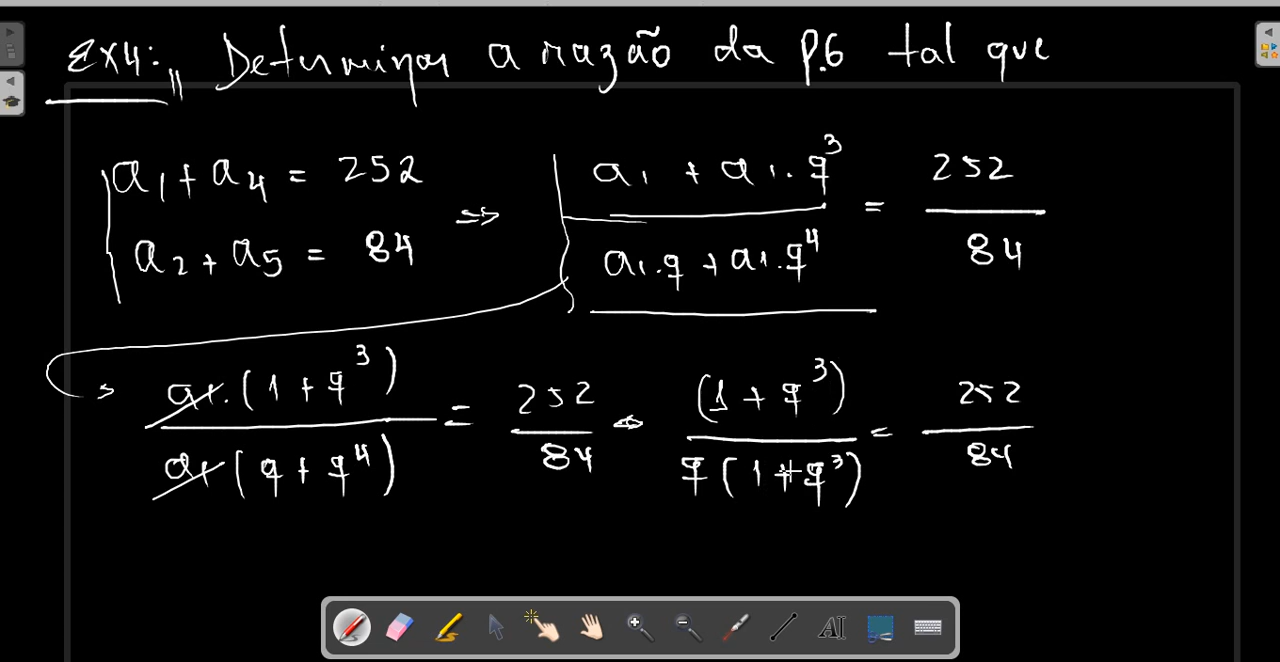 Ex4:,, Determinar a razão da P.G tal que
a₁ + a₄ = 252 ⇒ (a₁ + a₁.q³)/(a₁.q + a₁.q⁴) = 252/84
a₂ + a₅ = 84
→ a₁.(1 + q³)/a₁(q + q⁴) = 252/84 ⇔ (1 + q³)/q(1 + q³) = 252/84
AI